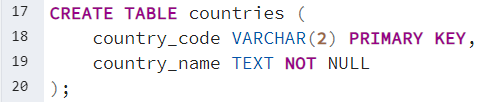 17 CREATE TABLE countries (
18     country_code VARCHAR(2) PRIMARY KEY,
19     country_name TEXT NOT NULL
20 );